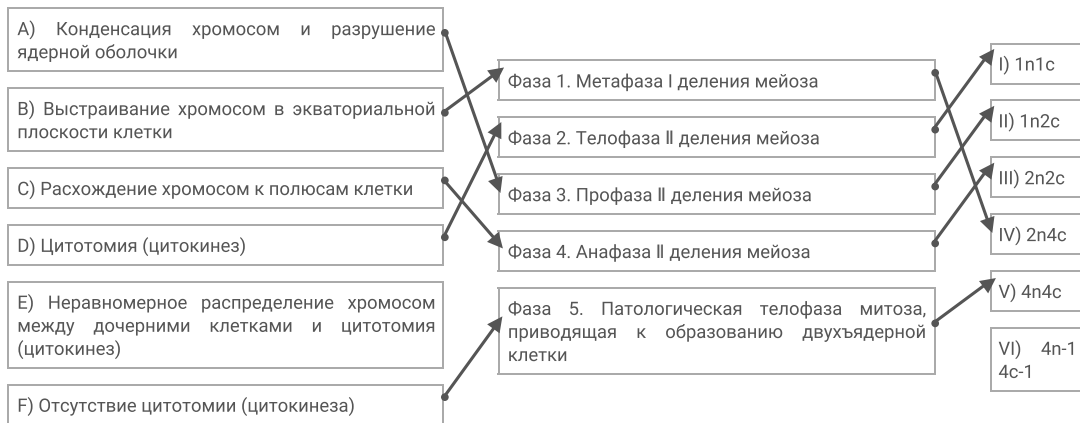 A) Конденсация хромосом и разрушение
ядерной оболочки
B) Выстраивание хромосом в экваториальной
плоскости клетки
C) Расхождение хромосом к полюсам клетки
D) Цитотомия (цитокинез)
E) Неравномерное распределение хромосом
между дочерними клетками и цитотомия
(цитокинез)
F) Отсутствие цитотомии (цитокинеза)
Фаза 1. Метафаза I деления мейоза
Фаза 2. Телофаза II деления мейоза
Фаза 3. Профаза II деления мейоза
Фаза 4. Анафаза II деления мейоза
Фаза 5. Патологическая телофаза митоза,
приводящая к образованию двухъядерной
клетки
I) 1n1c
II) 1n2c
III) 2n2c
IV) 2n4c
V) 4n4c
VI) 4n-1
4c-1